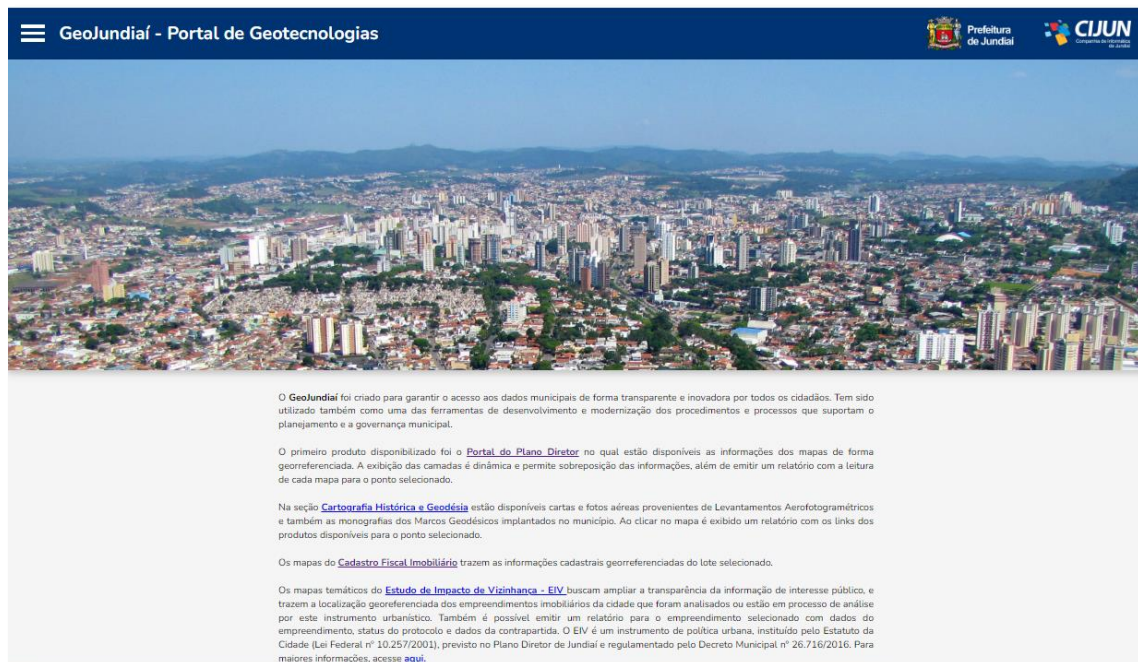 GeoJundiaí - Portal de Geotecnologias
Prefeitura
de Jundiaí
CIJUN
Companhia de Informática
de Jundiaí
O GeoJundiaí foi criado para garantir o acesso aos dados municipais de forma transparente e inovadora por todos os cidadãos. Tem sido
utilizado também como uma das ferramentas de desenvolvimento e modernização dos procedimentos e processos que suportam o
planejamento e a governança municipal.
O primeiro produto disponibilizado foi o Portal do Plano Diretor no qual estão disponíveis as informações dos mapas de forma
georreferenciada. A exibição das camadas é dinâmica e permite sobreposição das informações, além de emitir um relatório com a leitura
de cada mapa para o ponto selecionado.
Na seção Cartografia Histórica e Geodésia estão disponíveis cartas e fotos aéreas provenientes de Levantamentos Aerofotogramétricos
e também as monografias dos Marcos Geodésicos implantados no município. Ao clicar no mapa é exibido um relatório com os links dos
produtos disponíveis para o ponto selecionado.
Os mapas do Cadastro Fiscal Imobiliário trazem as informações cadastrais georreferenciadas do lote selecionado.
Os mapas temáticos do Estudo de Impacto de Vizinhança - EIV buscam ampliar a transparência da informação de interesse público, e
trazem a localização georeferenciada dos empreendimentos imobiliários da cidade que foram analisados ou estão em processo de análise
por este instrumento urbanístico. Também é possível emitir um relatório para o empreendimento selecionado com dados do
empreendimento, status do protocolo e dados da contrapartida. O EIV é um instrumento de política urbana, instituído pelo Estatuto da
Cidade (Lei Federal nº 10.257/2001), previsto no Plano Diretor de Jundiaí e regulamentado pelo Decreto Municipal nº 26.716/2016. Para
maiores informações, acesse aqui.